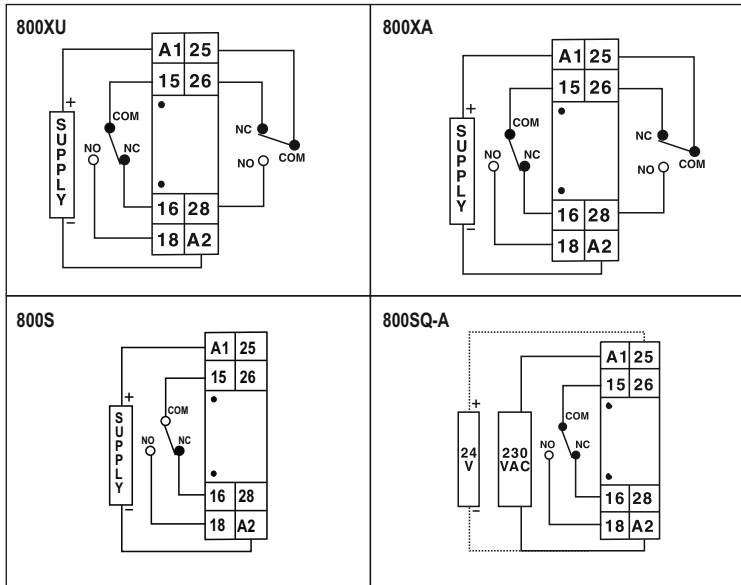 800XU
A1 25
15 26
COM
+
SUPPLY
NO
NC
NC
NO
COM
16 28
–
18 A2
800XA
A1 25
15 26
COM
+
SUPPLY
NO
NC
NC
NO
COM
16 28
–
18 A2
800S
A1 25
15 26
+
COM
SUPPLY
NO
NC
16 28
–
18 A2
800SQ-A
A1 25
15 26
+
COM
24 V
230 VAC
NO
NC
16 28
–
18 A2